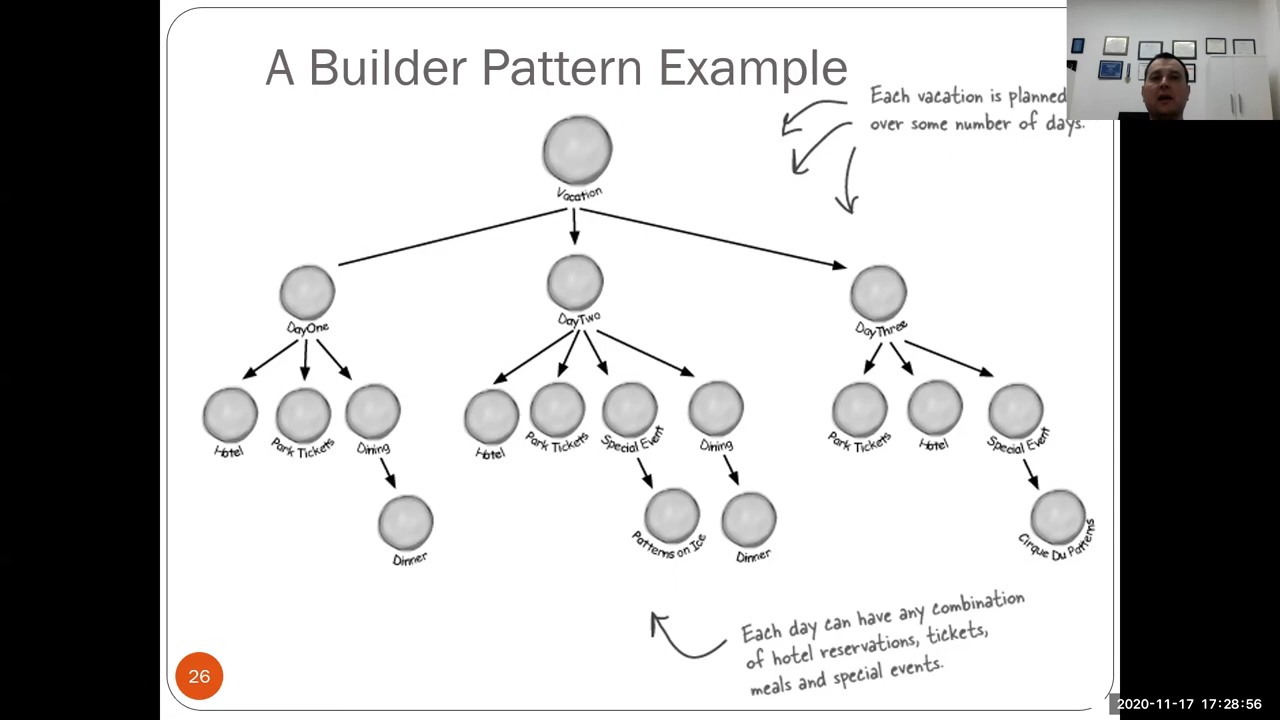 A Builder Pattern Example
Each vacation is planned
over some number of days.
Vacation
DayOne
DayTwo
DayThree
Hotel
Park Tickets
Dining
Hotel
Park Tickets
Special Event
Dining
Park Tickets
Hotel
Special Event
Dinner
Patterns on Ice
Dinner
Cirque Du Patterns
Each day can have any combination
of hotel reservations, tickets,
meals and special events.
26
2020-11-17 17:28:56